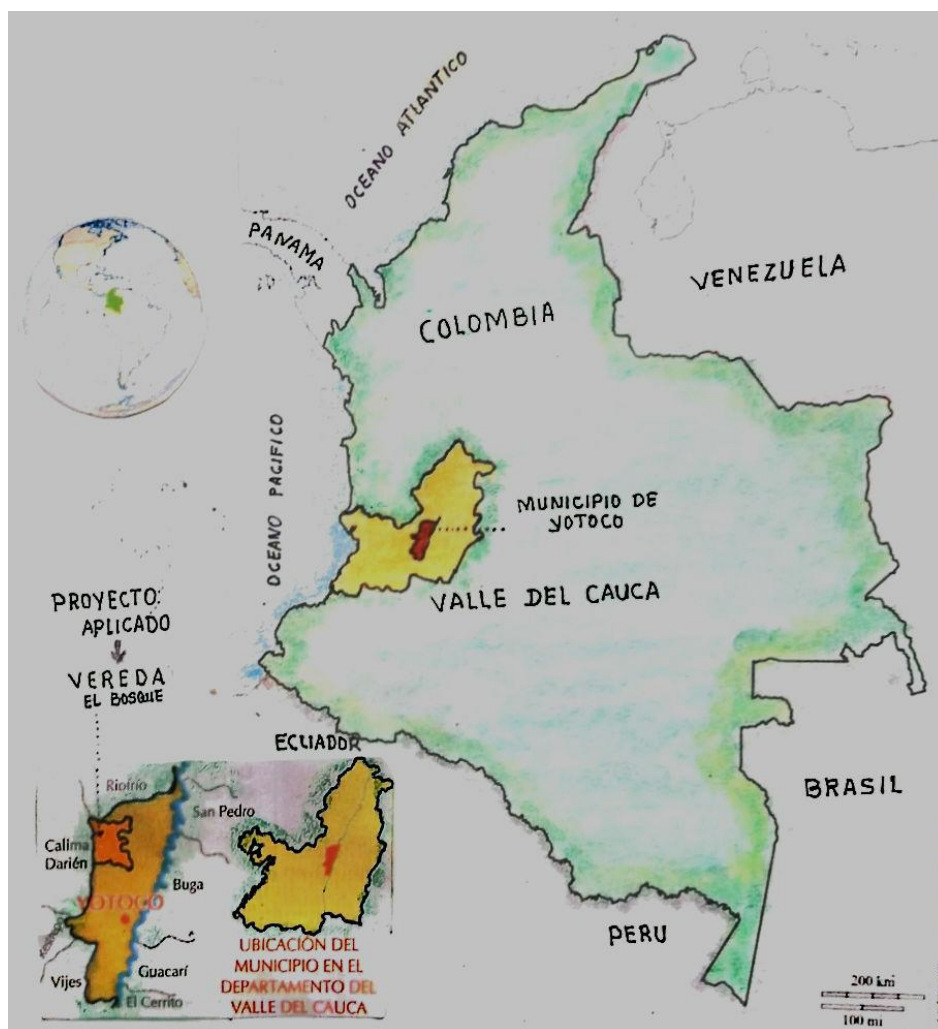 OCEANO ATLANTICO
PANAMA
VENEZUELA
COLOMBIA
OCEANO PACIFICO
MUNICIPIO DE
YOTOCO
VALLE DEL CAUCA
PROYECTO
APLICADO
VEREDA
EL BOSQUE
ECUADOR
BRASIL
PERU
Riofrío
San Pedro
Calima
Darién
Buga
YOTOCO
Vijes
Guacarí
El Cerrito
UBICACIÓN DEL
MUNICIPIO EN EL
DEPARTAMENTO DEL
VALLE DEL CAUCA
200 km
100 mi